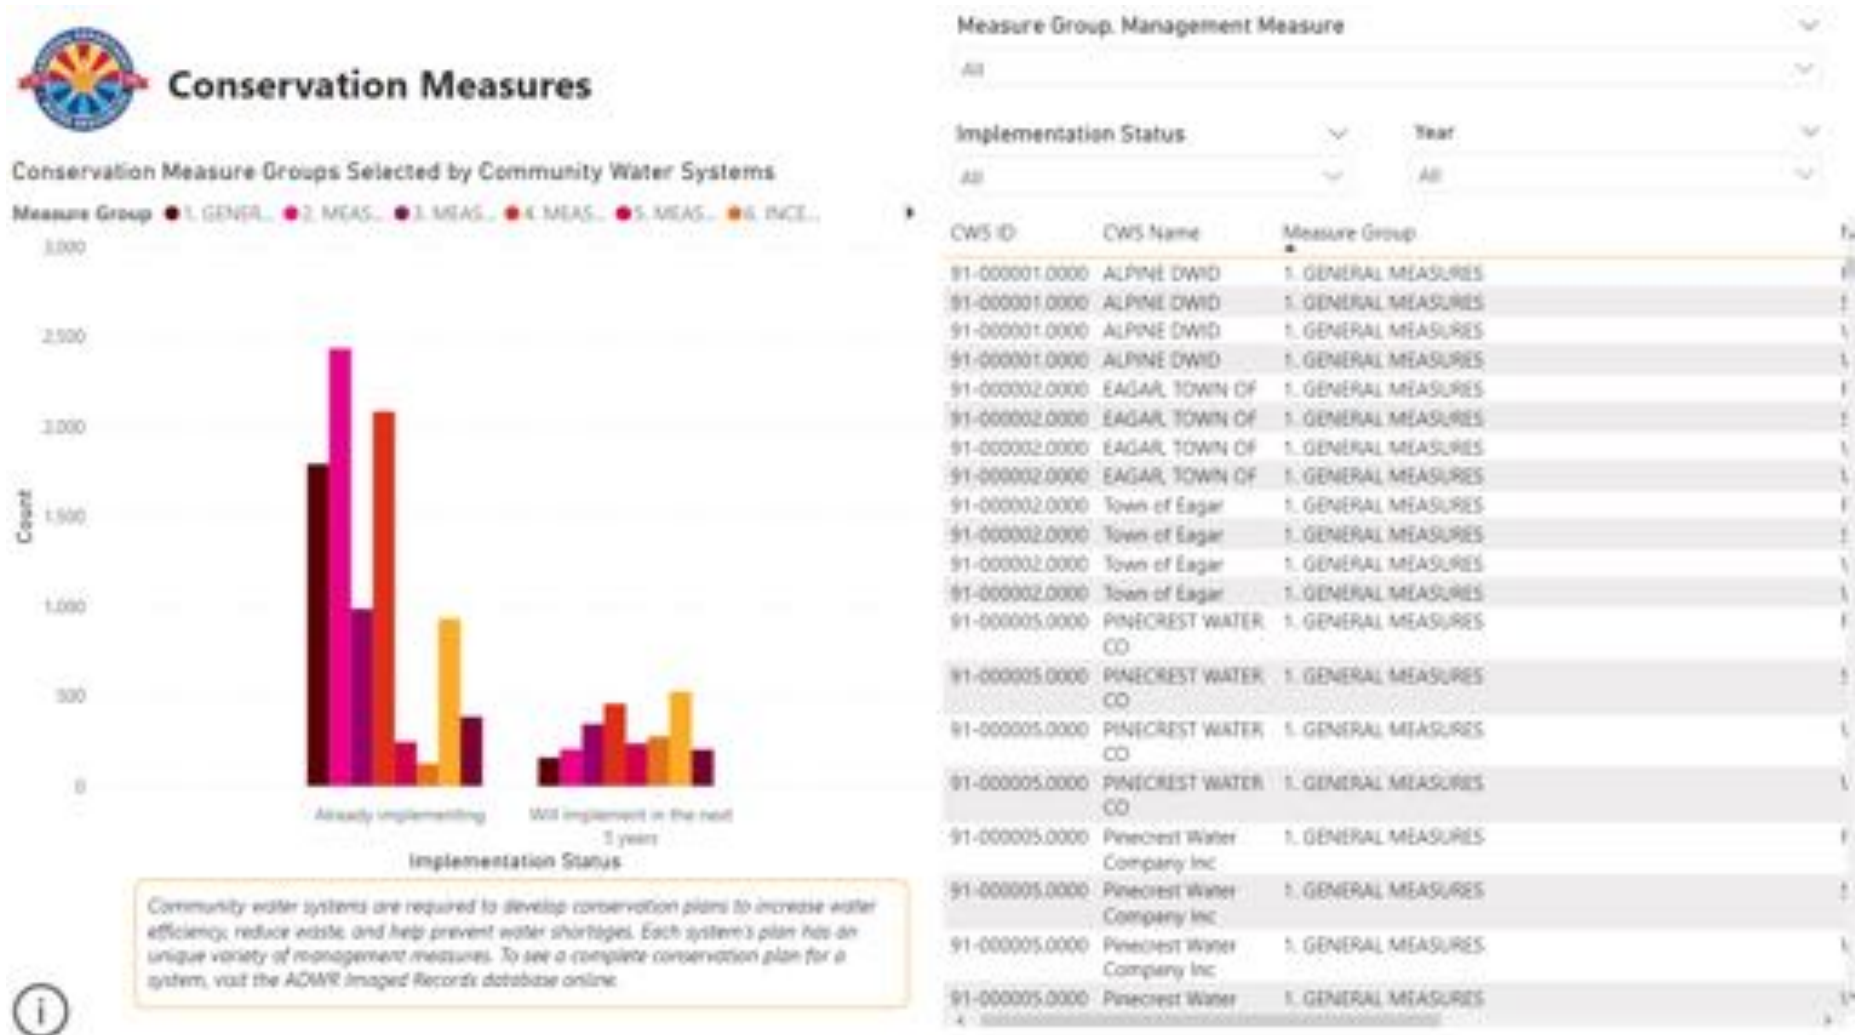 Conservation Measures
Conservation Measure Groups Selected by Community Water Systems
Measure Group 1. GENER... 2. MEAS... 3. MEAS... 4. MEAS... 5. MEAS... 6. INCE...
3,000
2,500
2,000
1,500
1,000
500
0
Count
Already implementing
Will implement in the next
5 years
Implementation Status
Community water systems are required to develop conservation plans to increase water
efficiency, reduce waste, and help prevent water shortages. Each system's plan has an
unique variety of management measures. To see a complete conservation plan for a
system, visit the ADWR Imaged Records database online.
i
Measure Group, Management Measure
All
Implementation Status Year
All All
CWS ID CWS Name Measure Group
91-000001.0000 ALPINE DWID 1. GENERAL MEASURES
91-000001.0000 ALPINE DWID 1. GENERAL MEASURES
91-000001.0000 ALPINE DWID 1. GENERAL MEASURES
91-000001.0000 ALPINE DWID 1. GENERAL MEASURES
91-000002.0000 EAGAR, TOWN OF 1. GENERAL MEASURES
91-000002.0000 EAGAR, TOWN OF 1. GENERAL MEASURES
91-000002.0000 EAGAR, TOWN OF 1. GENERAL MEASURES
91-000002.0000 EAGAR, TOWN OF 1. GENERAL MEASURES
91-000002.0000 Town of Eagar 1. GENERAL MEASURES
91-000002.0000 Town of Eagar 1. GENERAL MEASURES
91-000002.0000 Town of Eagar 1. GENERAL MEASURES
91-000002.0000 Town of Eagar 1. GENERAL MEASURES
91-000005.0000 PINECREST WATER 1. GENERAL MEASURES
CO
91-000005.0000 PINECREST WATER 1. GENERAL MEASURES
CO
91-000005.0000 PINECREST WATER 1. GENERAL MEASURES
CO
91-000005.0000 PINECREST WATER 1. GENERAL MEASURES
CO
91-000005.0000 Pinecrest Water 1. GENERAL MEASURES
Company Inc
91-000005.0000 Pinecrest Water 1. GENERAL MEASURES
Company Inc
91-000005.0000 Pinecrest Water 1. GENERAL MEASURES
Company Inc
91-000005.0000 Pinecrest Water 1. GENERAL MEASURES